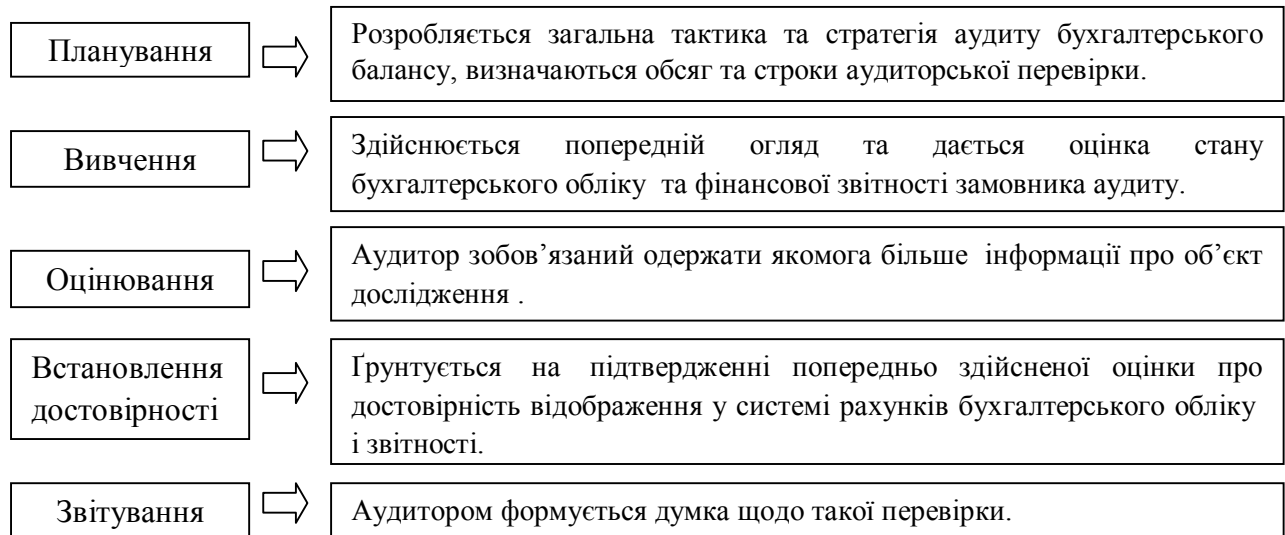 Планування
Розробляється загальна тактика та стратегія аудиту бухгалтерського
балансу, визначаються обсяг та строки аудиторської перевірки.
Вивчення
Здійснюється попередній огляд та дається оцінка стану
бухгалтерського обліку та фінансової звітності замовника аудиту.
Оцінювання
Аудитор зобов’язаний одержати якомога більше інформації про об’єкт
дослідження .
Встановлення
достовірності
Ґрунтується на підтвердженні попередньо здійсненої оцінки про
достовірність відображення у системі рахунків бухгалтерського обліку
і звітності.
Звітування
Аудитором формується думка щодо такої перевірки.